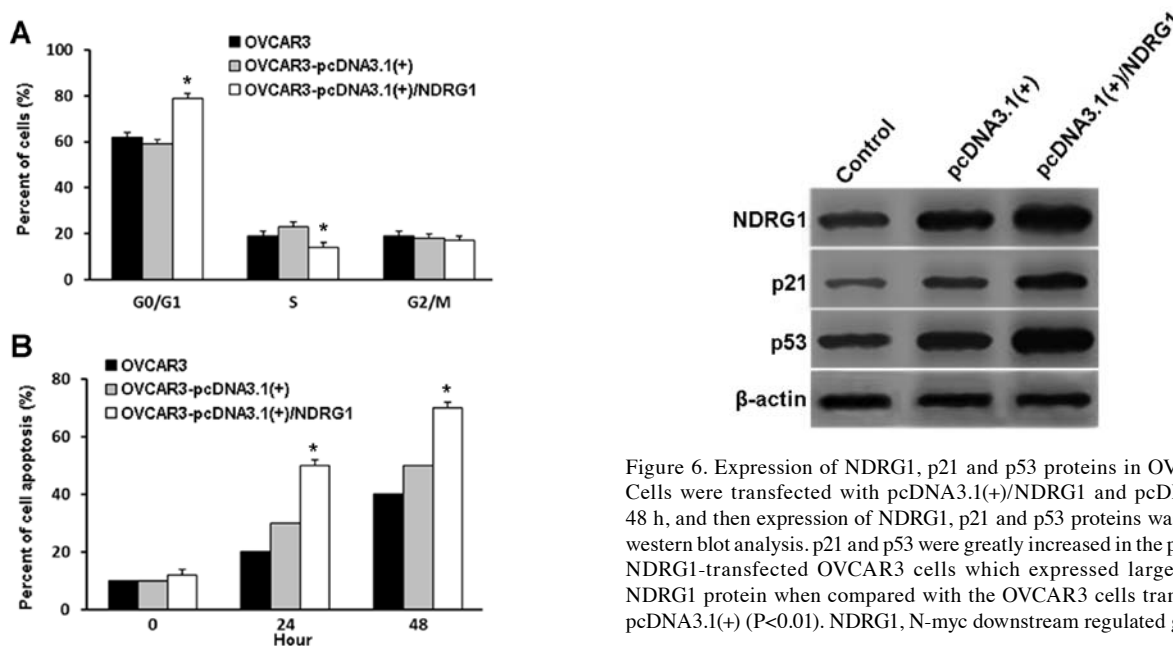 A
100
80
60
40
20
0
Percent of cells (%)
OVCAR3
OVCAR3-pcDNA3.1(+)
OVCAR3-pcDNA3.1(+)/NDRG1
*
*
G0/G1 S G2/M
B
80
60
40
20
0
Percent of cell apoptosis (%)
OVCAR3
OVCAR3-pcDNA3.1(+)
OVCAR3-pcDNA3.1(+)/NDRG1
*
*
0 24 48
Hour
Control pcDNA3.1(+) pcDNA3.1(+)/NDRG1
NDRG1
p21
p53
β-actin
Figure 6. Expression of NDRG1, p21 and p53 proteins in OV
Cells were transfected with pcDNA3.1(+)/NDRG1 and pcD
48 h, and then expression of NDRG1, p21 and p53 proteins wa
western blot analysis. p21 and p53 were greatly increased in the p
NDRG1-transfected OVCAR3 cells which expressed large
NDRG1 protein when compared with the OVCAR3 cells tran
pcDNA3.1(+) (P<0.01). NDRG1, N-myc downstream regulated g